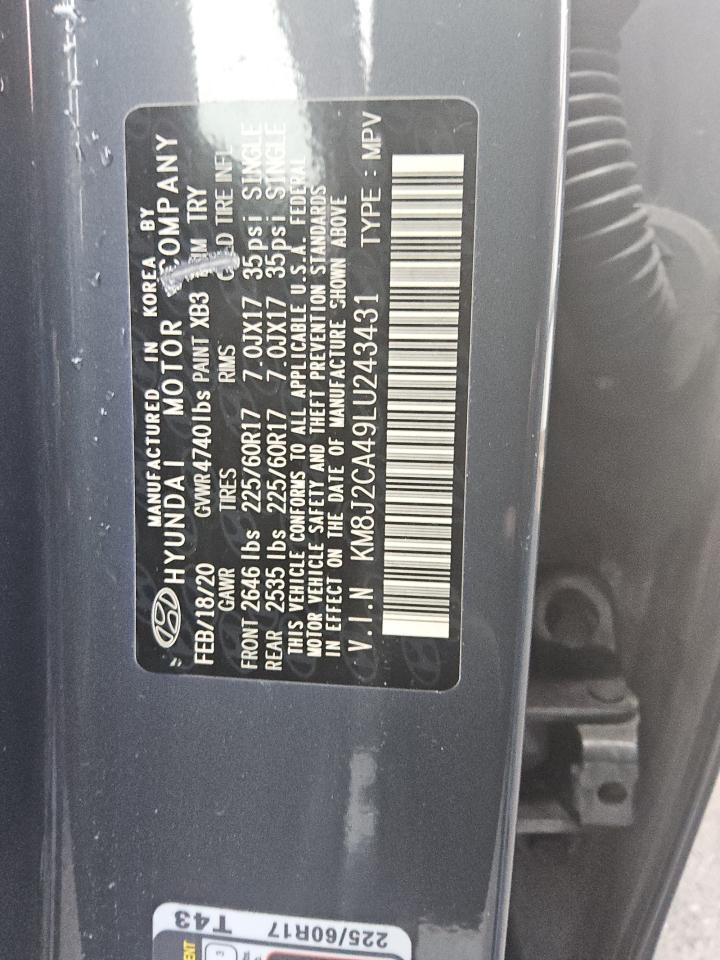 MANUFACTURED IN KOREA BY
HYUNDAI MOTOR COMPANY
FEB/18/20 GVWR4740lbs PAINT XB3 TRY
GAWR TIRES RIMS COLD TIRE INFL
FRONT 2646 lbs 225/60R17 7.0JX17 35psi SINGLE
REAR 2535 lbs 225/60R17 7.0JX17 35psi SINGLE
THIS VEHICLE CONFORMS TO ALL APPLICABLE U.S.A. FEDERAL
MOTOR VEHICLE SAFETY AND THEFT PREVENTION STANDARDS
IN EFFECT ON THE DATE OF MANUFACTURE SHOWN ABOVE
V.I.N KM8J2CA49LU243431 TYPE : MPV
T43
225/60R17